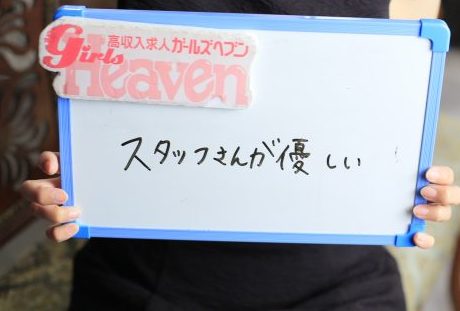 高収入求人ガールズヘブン
Girls
Heaven
スタッフさんが優しい